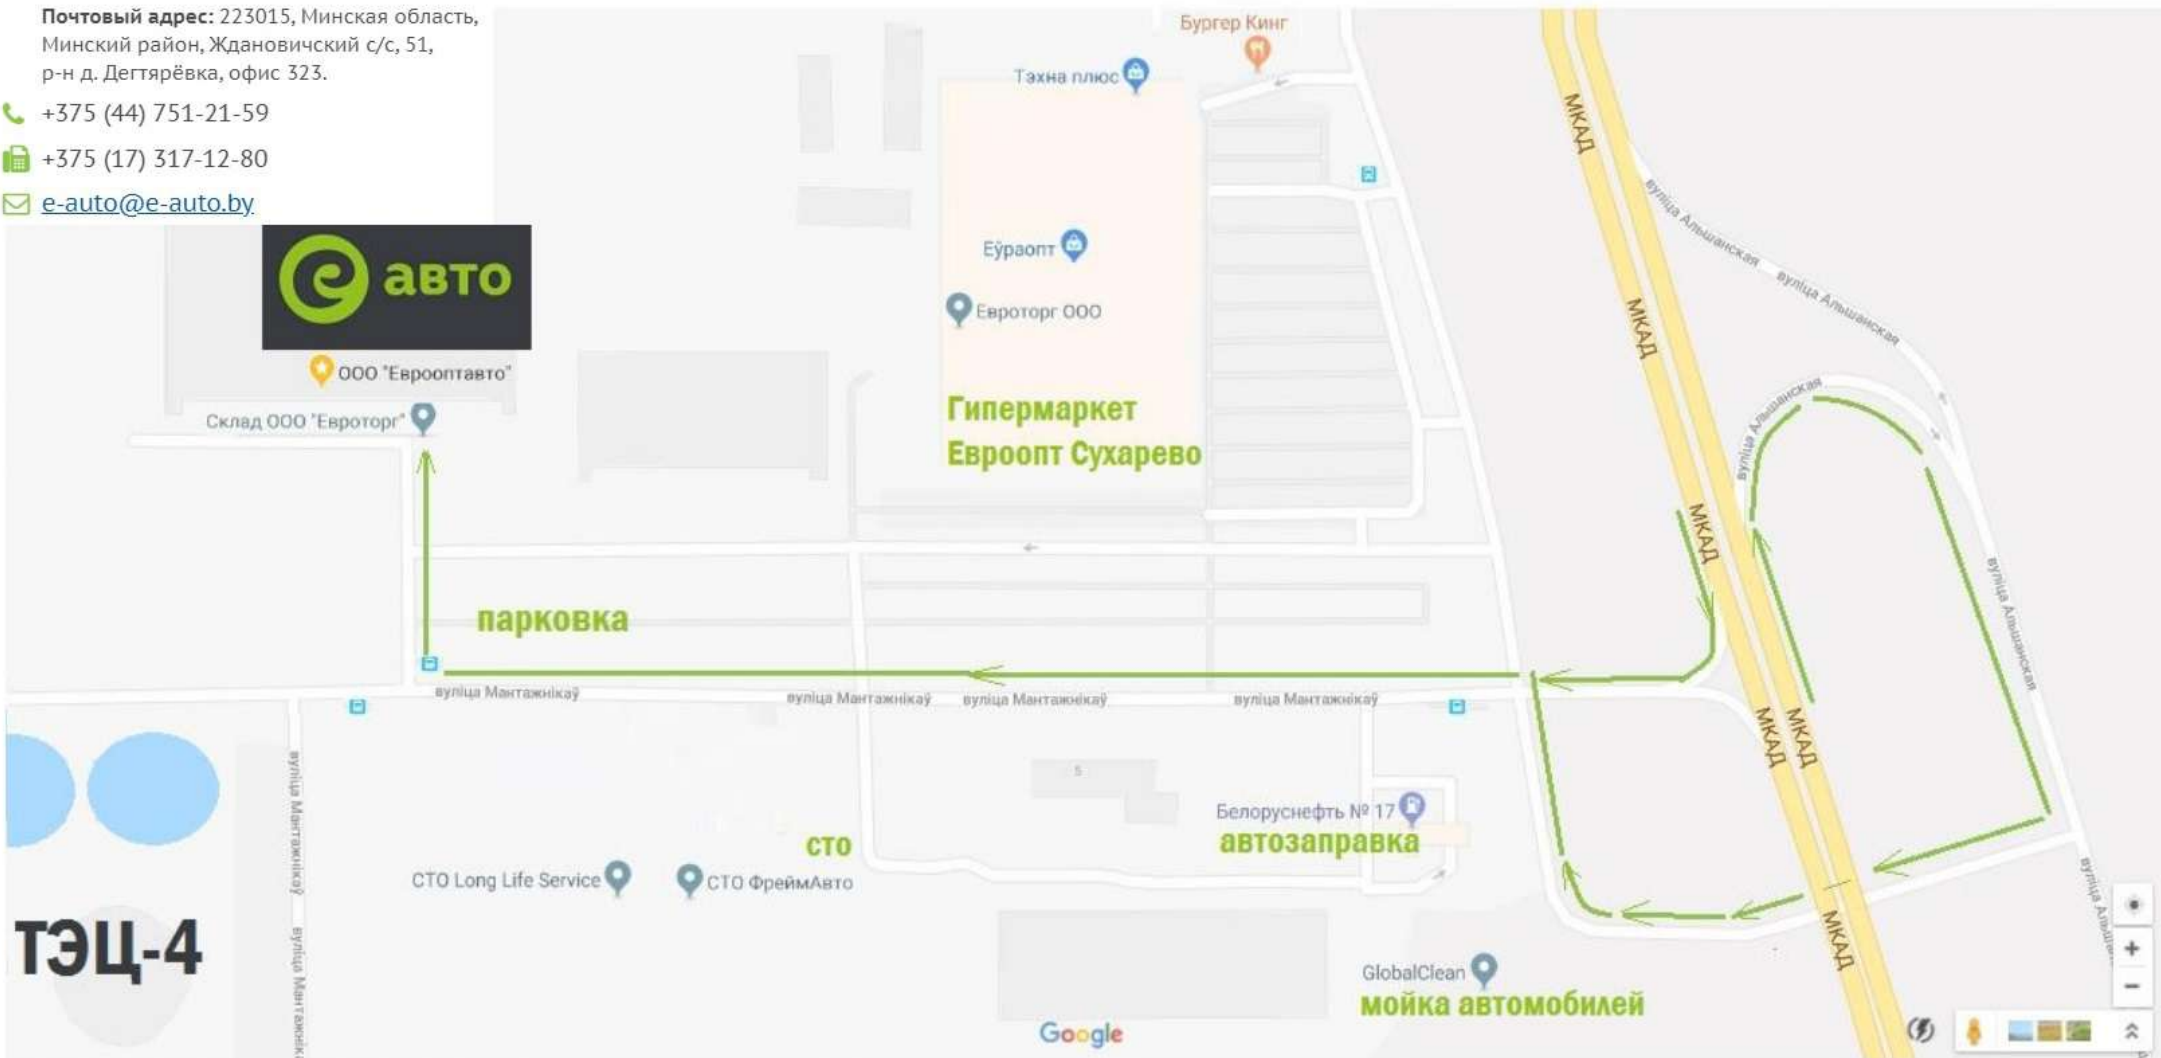 Почтовый адрес: 223015, Минская область,
Минский район, Ждановичский с/с, 51,
р-н д. Дегтярёвка, офис 323.
+375 (44) 751-21-59
+375 (17) 317-12-80
e-auto@e-auto.by
e авто
ООО "Еврооптавто"
Склад ООО "Евроторг"
Бургер Кинг
Тэхна плюс
Еўраопт
Евроторг ООО
Гипермаркет
Евроопт Сухарево
МКАД
МКАД
МКАД
МКАД
МКАД
МКАД
вуліца Альшанская
вуліца Альшанская
вуліца Альшанская
вуліца Альшанская
парковка
вуліца Мантажнікаў
вуліца Мантажнікаў
вуліца Мантажнікаў
вуліца Мантажнікаў
вуліца Мантажнікаў
вуліца Мантажнік
5
Белоруснефть № 17
автозаправка
сто
СТО Long Life Service
СТО ФреймАвто
ТЭЦ-4
GlobalClean
мойка автомобилей
Google